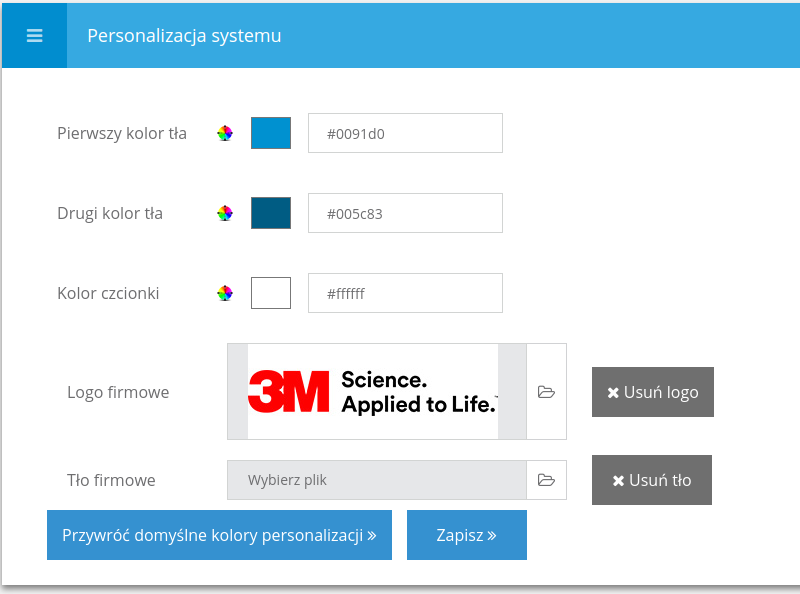 Personalizacja systemu
Pierwszy kolor tła #0091d0
Drugi kolor tła #005c83
Kolor czcionki #ffffff
Logo firmowe 3M Science. Usuń logo
Applied to Life.™
Tło firmowe Wybierz plik Usuń tło
Przywróć domyślne kolory personalizacji » Zapisz »